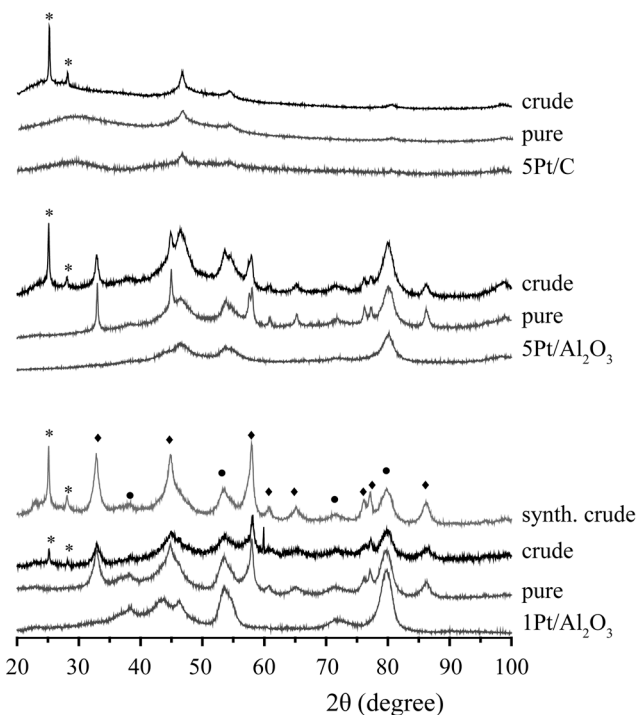 * *
crude
pure
5Pt/C
* *
crude
pure
5Pt/Al₂O₃
* ♦ ● ♦ * ● ♦ ♦ ♦ ● ♦ ♦ ● ♦
synth. crude
* *
crude
pure
1Pt/Al₂O₃
20 30 40 50 60 70 80 90 100
2θ (degree)